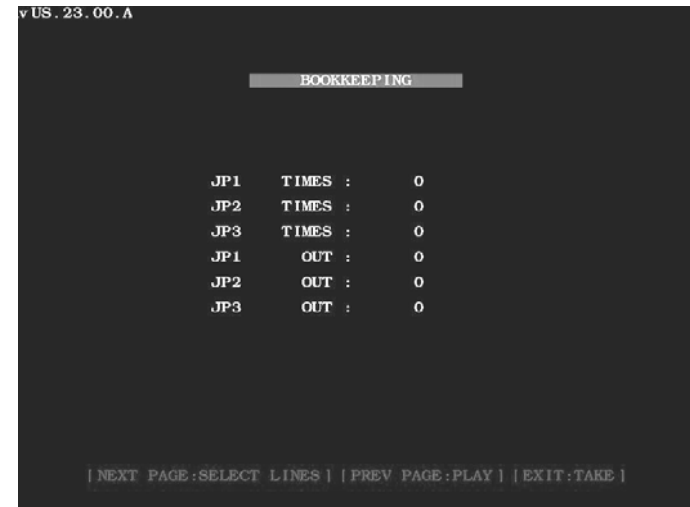 v US.23.00.A
BOOKKEEPING
JP1 TIMES : 0
JP2 TIMES : 0
JP3 TIMES : 0
JP1 OUT : 0
JP2 OUT : 0
JP3 OUT : 0
[NEXT PAGE:SELECT LINES] [PREV PAGE:PLAY] [EXIT:TAKE]